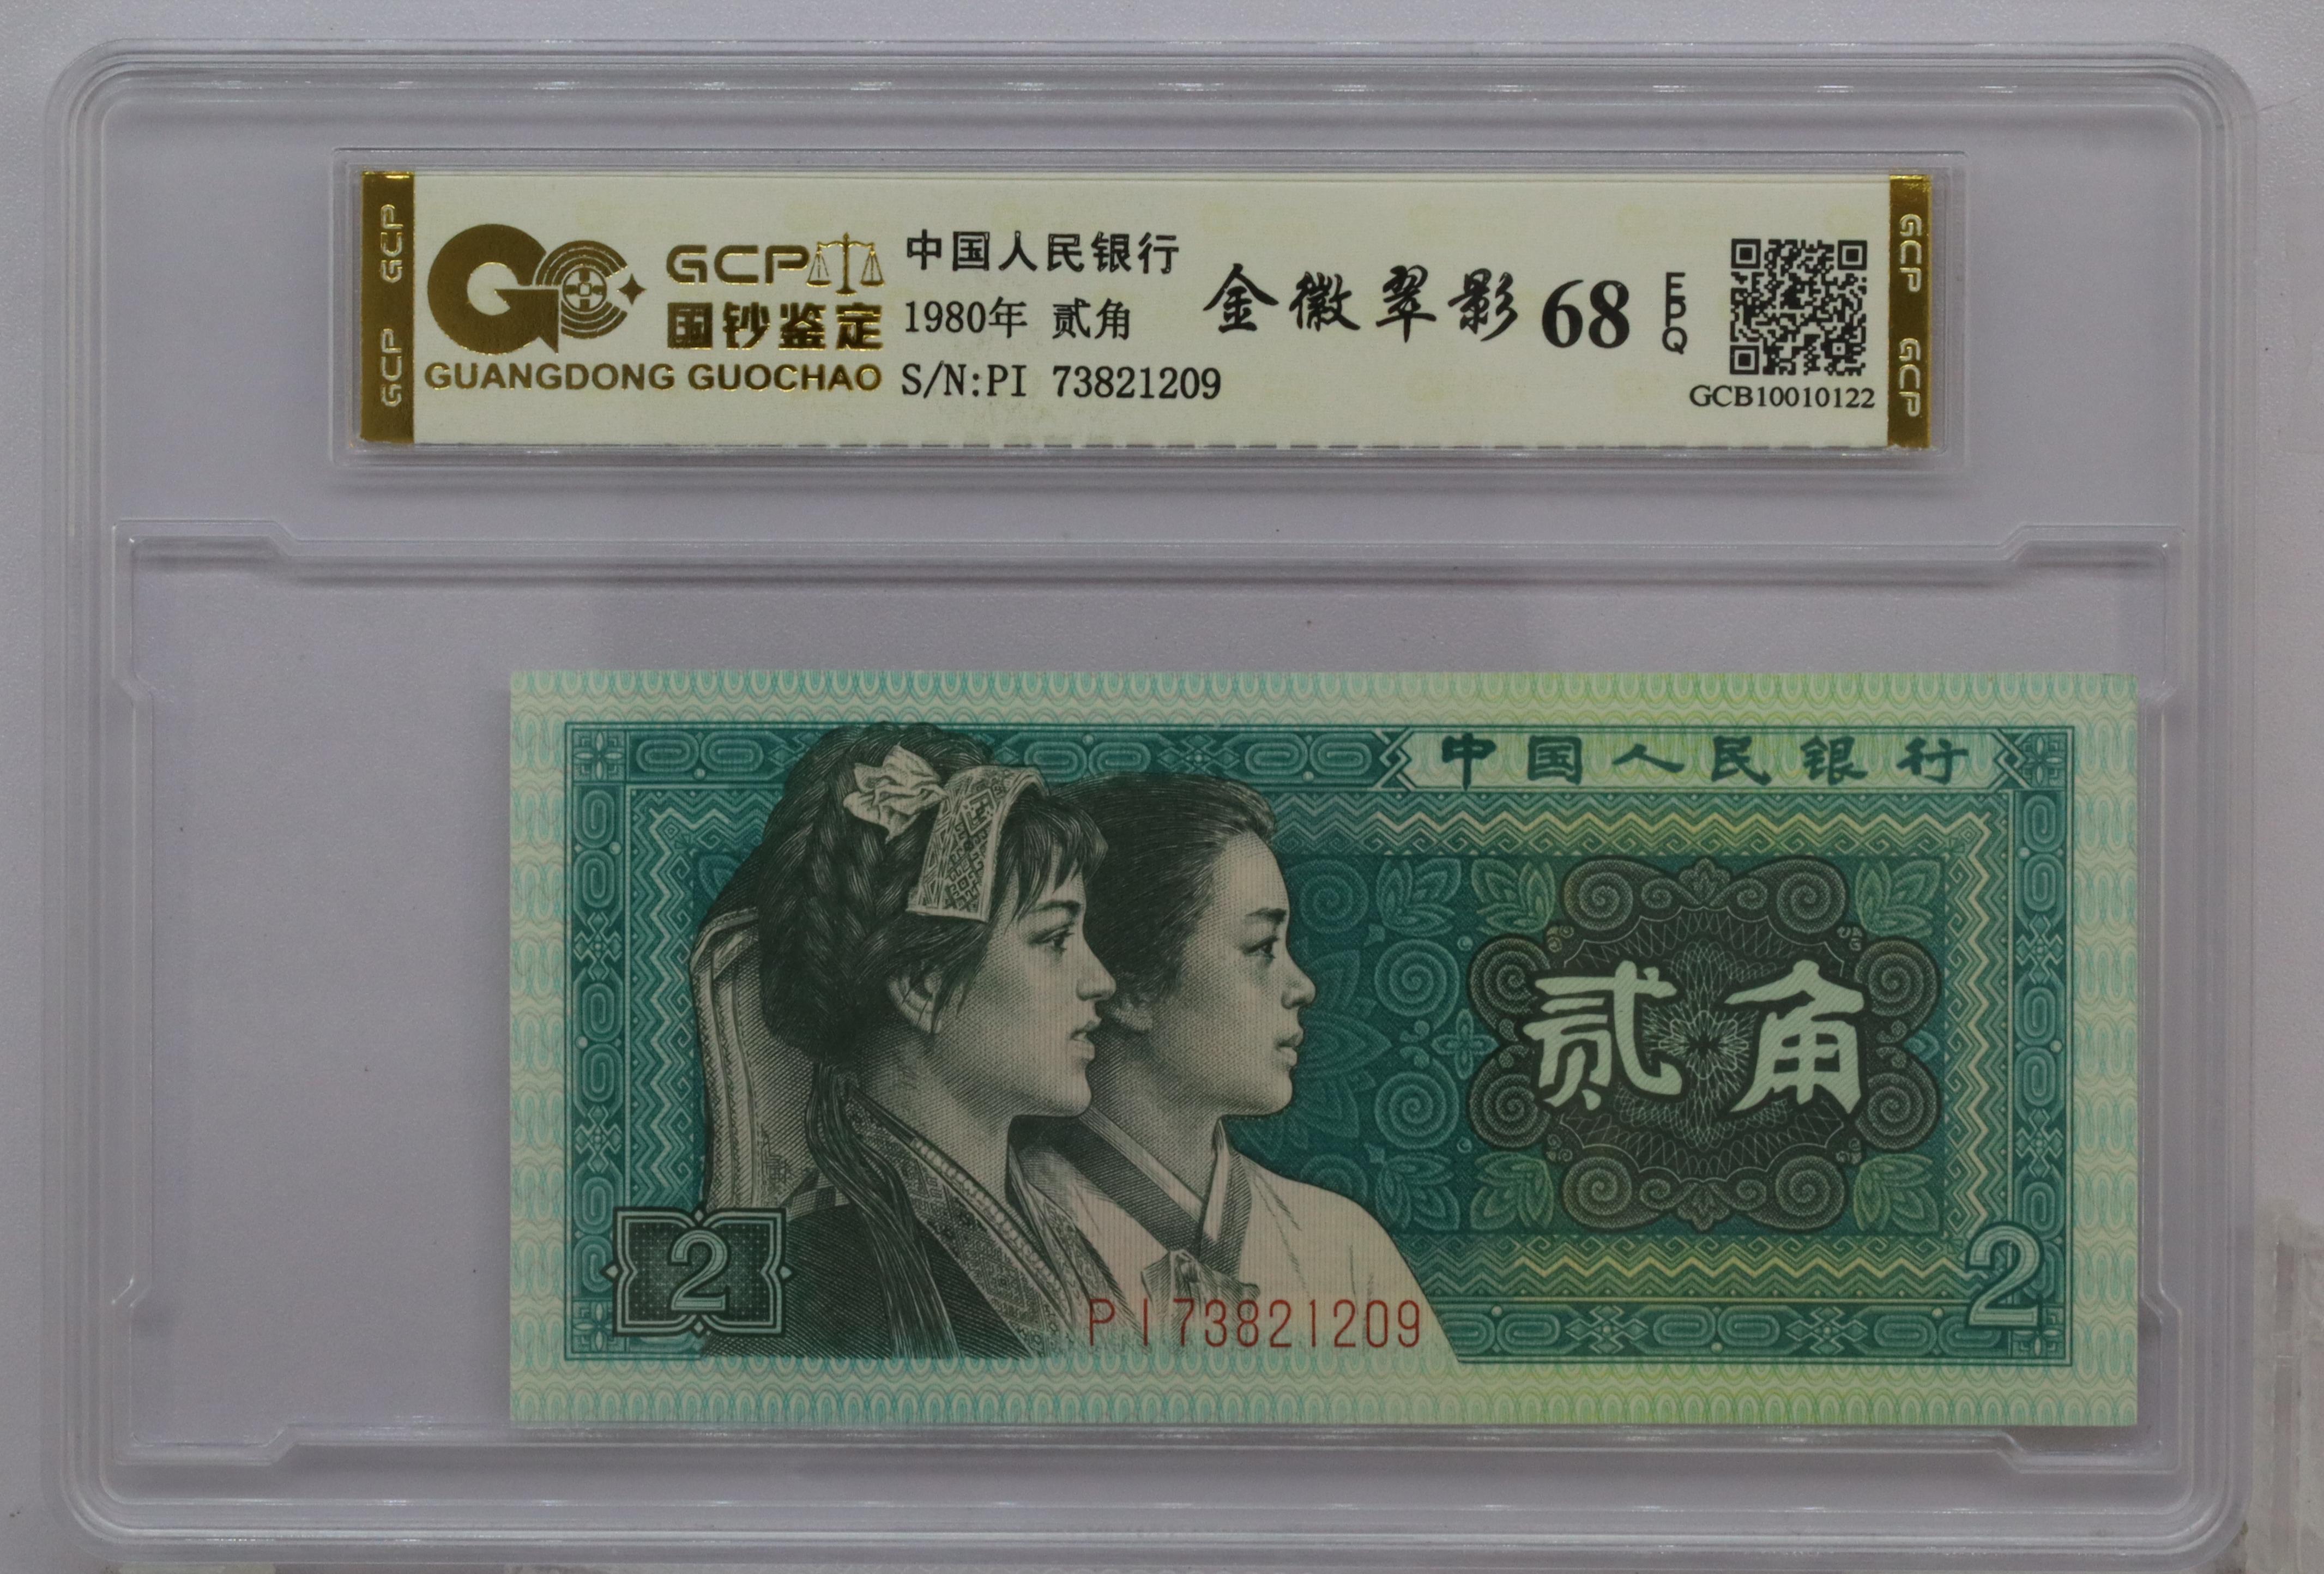 GCP GCP
GCP
国钞鉴定
GUANGDONG GUOCHAO
中国人民银行
1980年 贰角
S/N:PI 73821209
金徽翠影 68 EPQ
GCB10010122
GCP GCP
中国人民银行
贰角
2
2
PI73821209